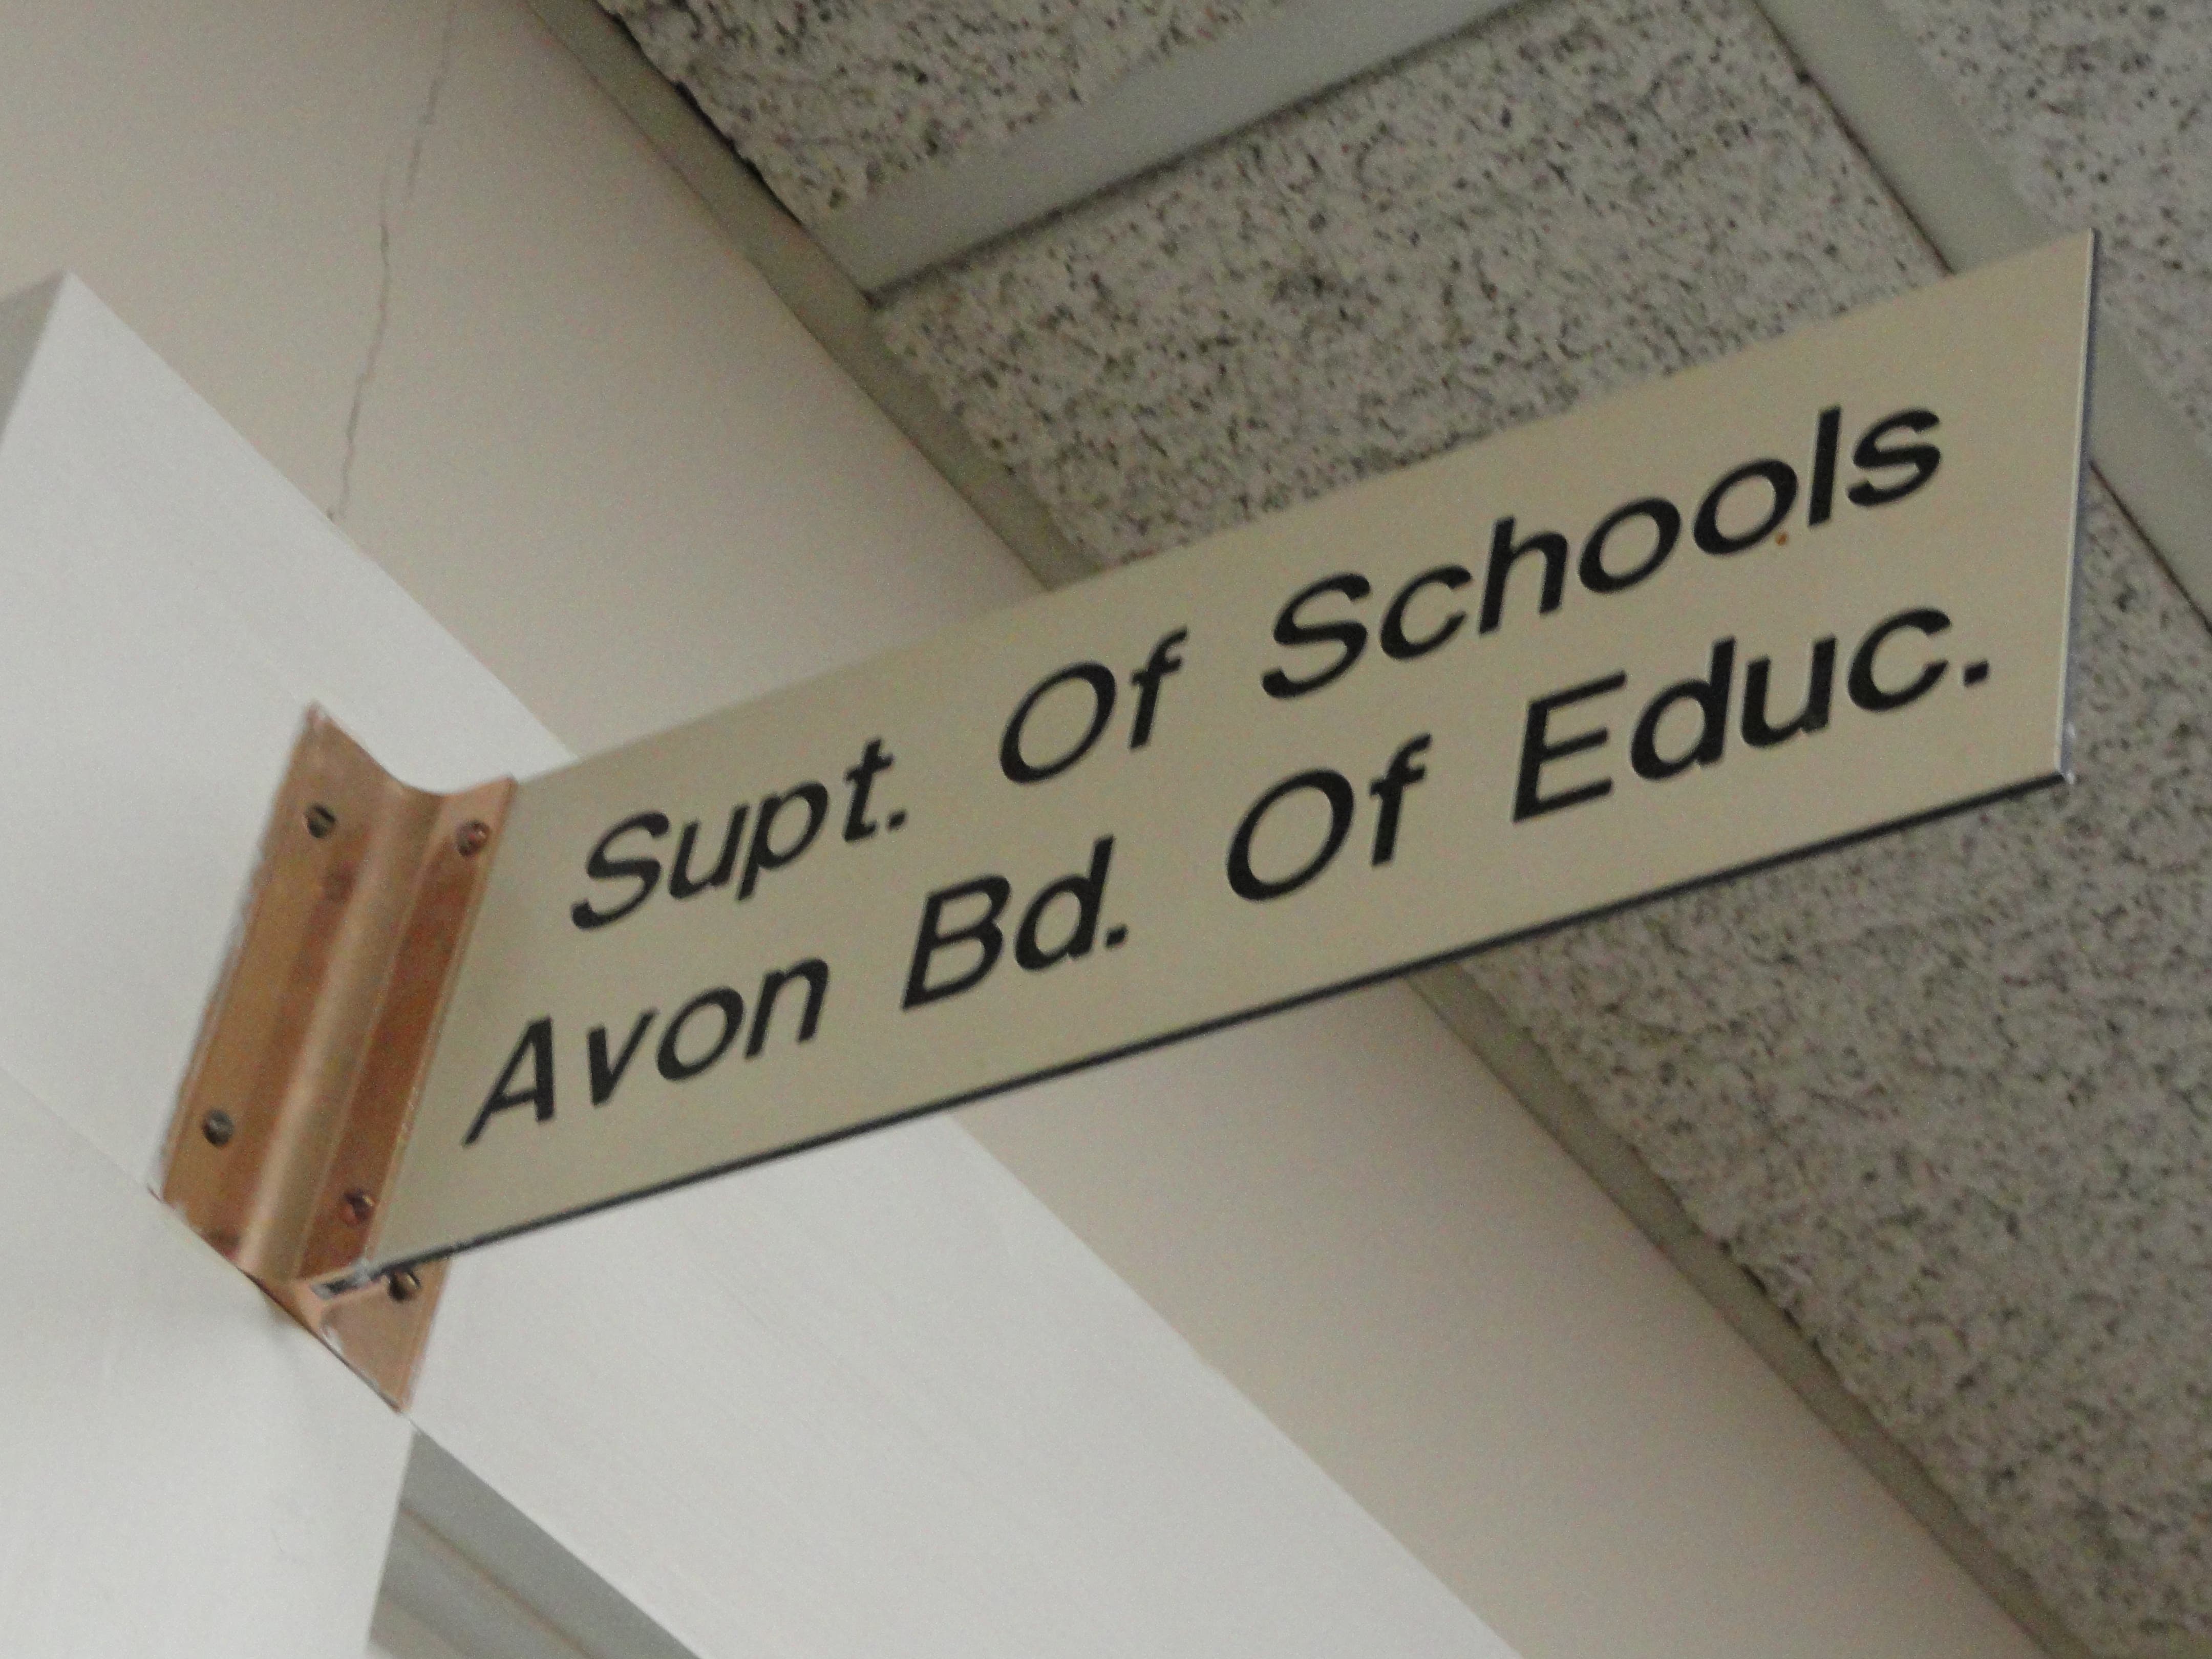 Supt. Of Schools
Avon Bd. Of Educ.